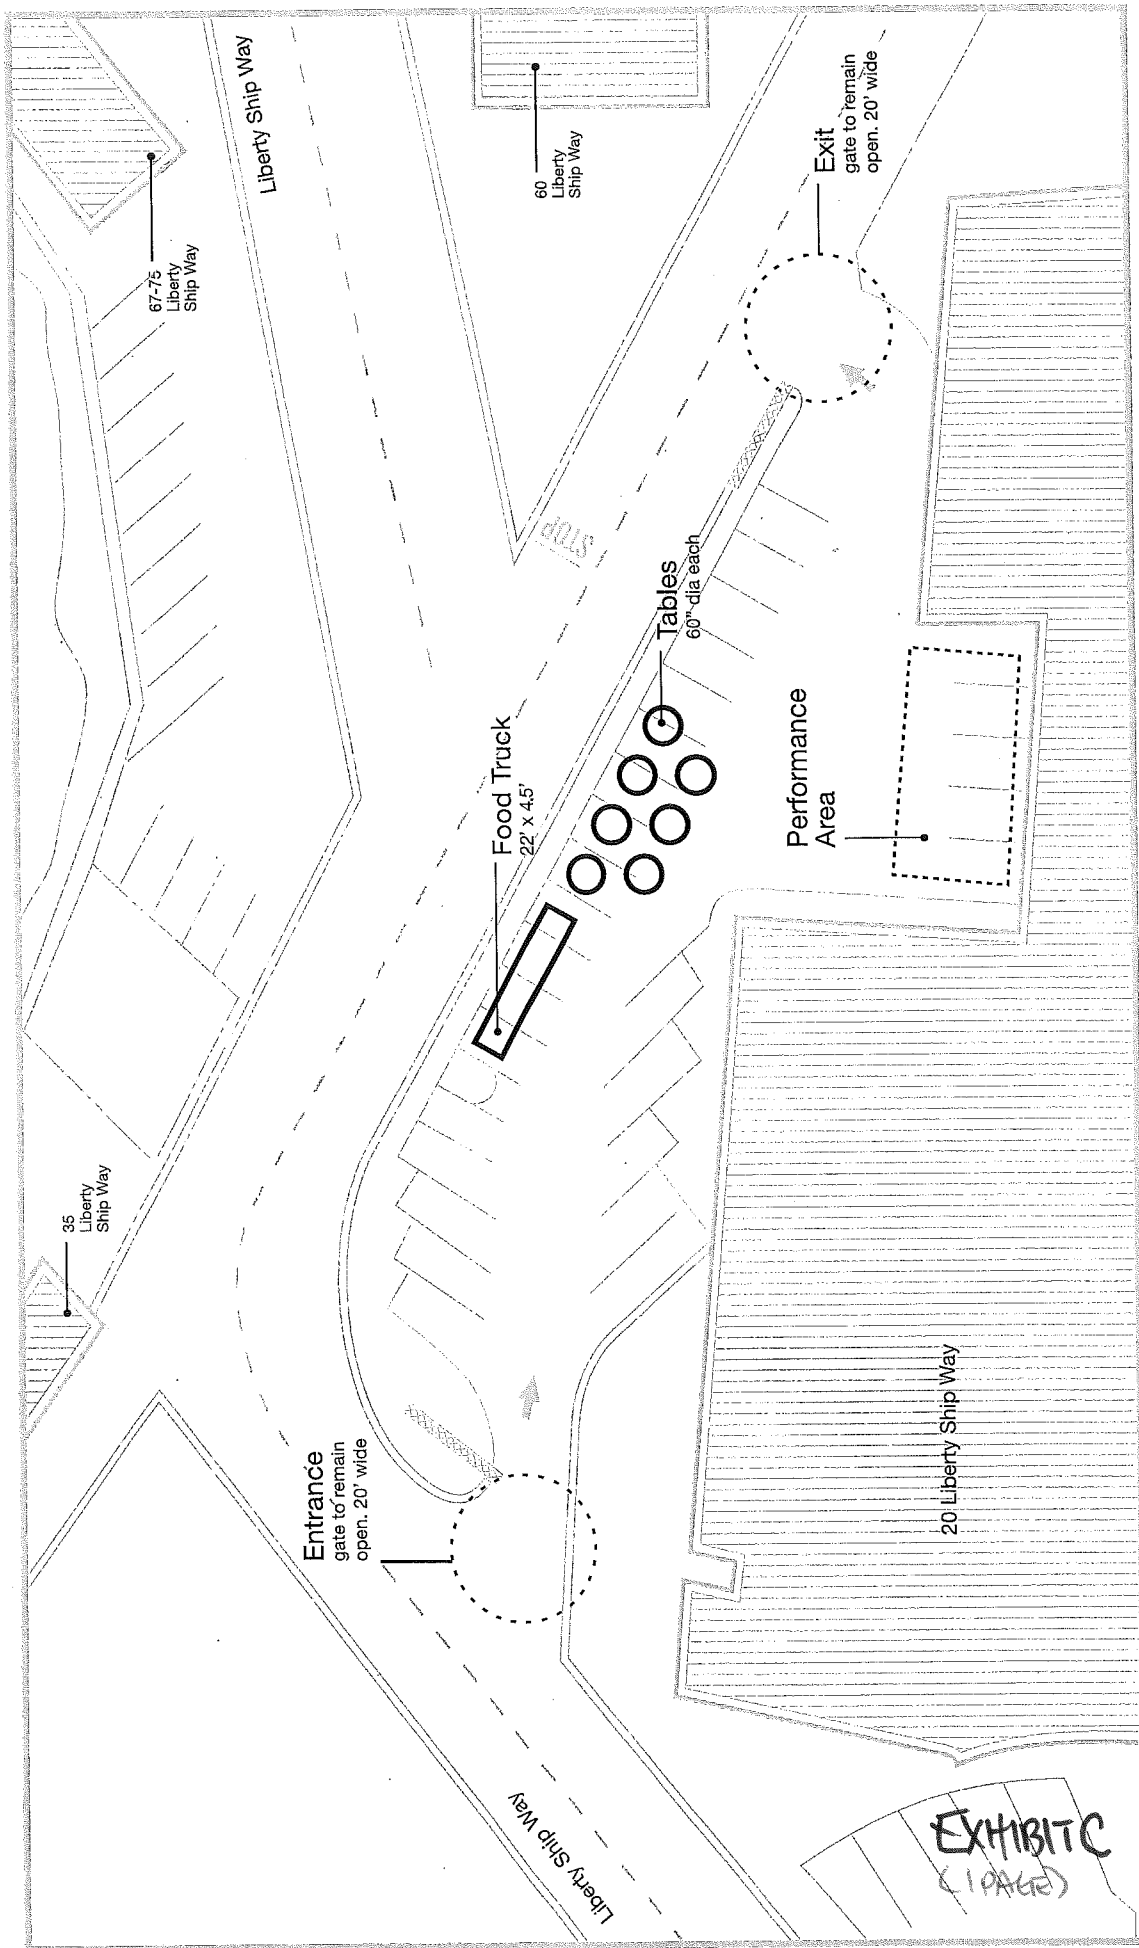 Liberty Ship Way
67-75
Liberty
Ship Way
60
Liberty
Ship Way
Exit
gate to remain
open. 20' wide
STOP
Tables
60" dia each
Food Truck
22' x 4.5'
Performance
Area
35
Liberty
Ship Way
Entrance
gate to remain
open. 20' wide
20 Liberty Ship Way
Liberty Ship Way
EXHIBIT C
(1 PAGE)